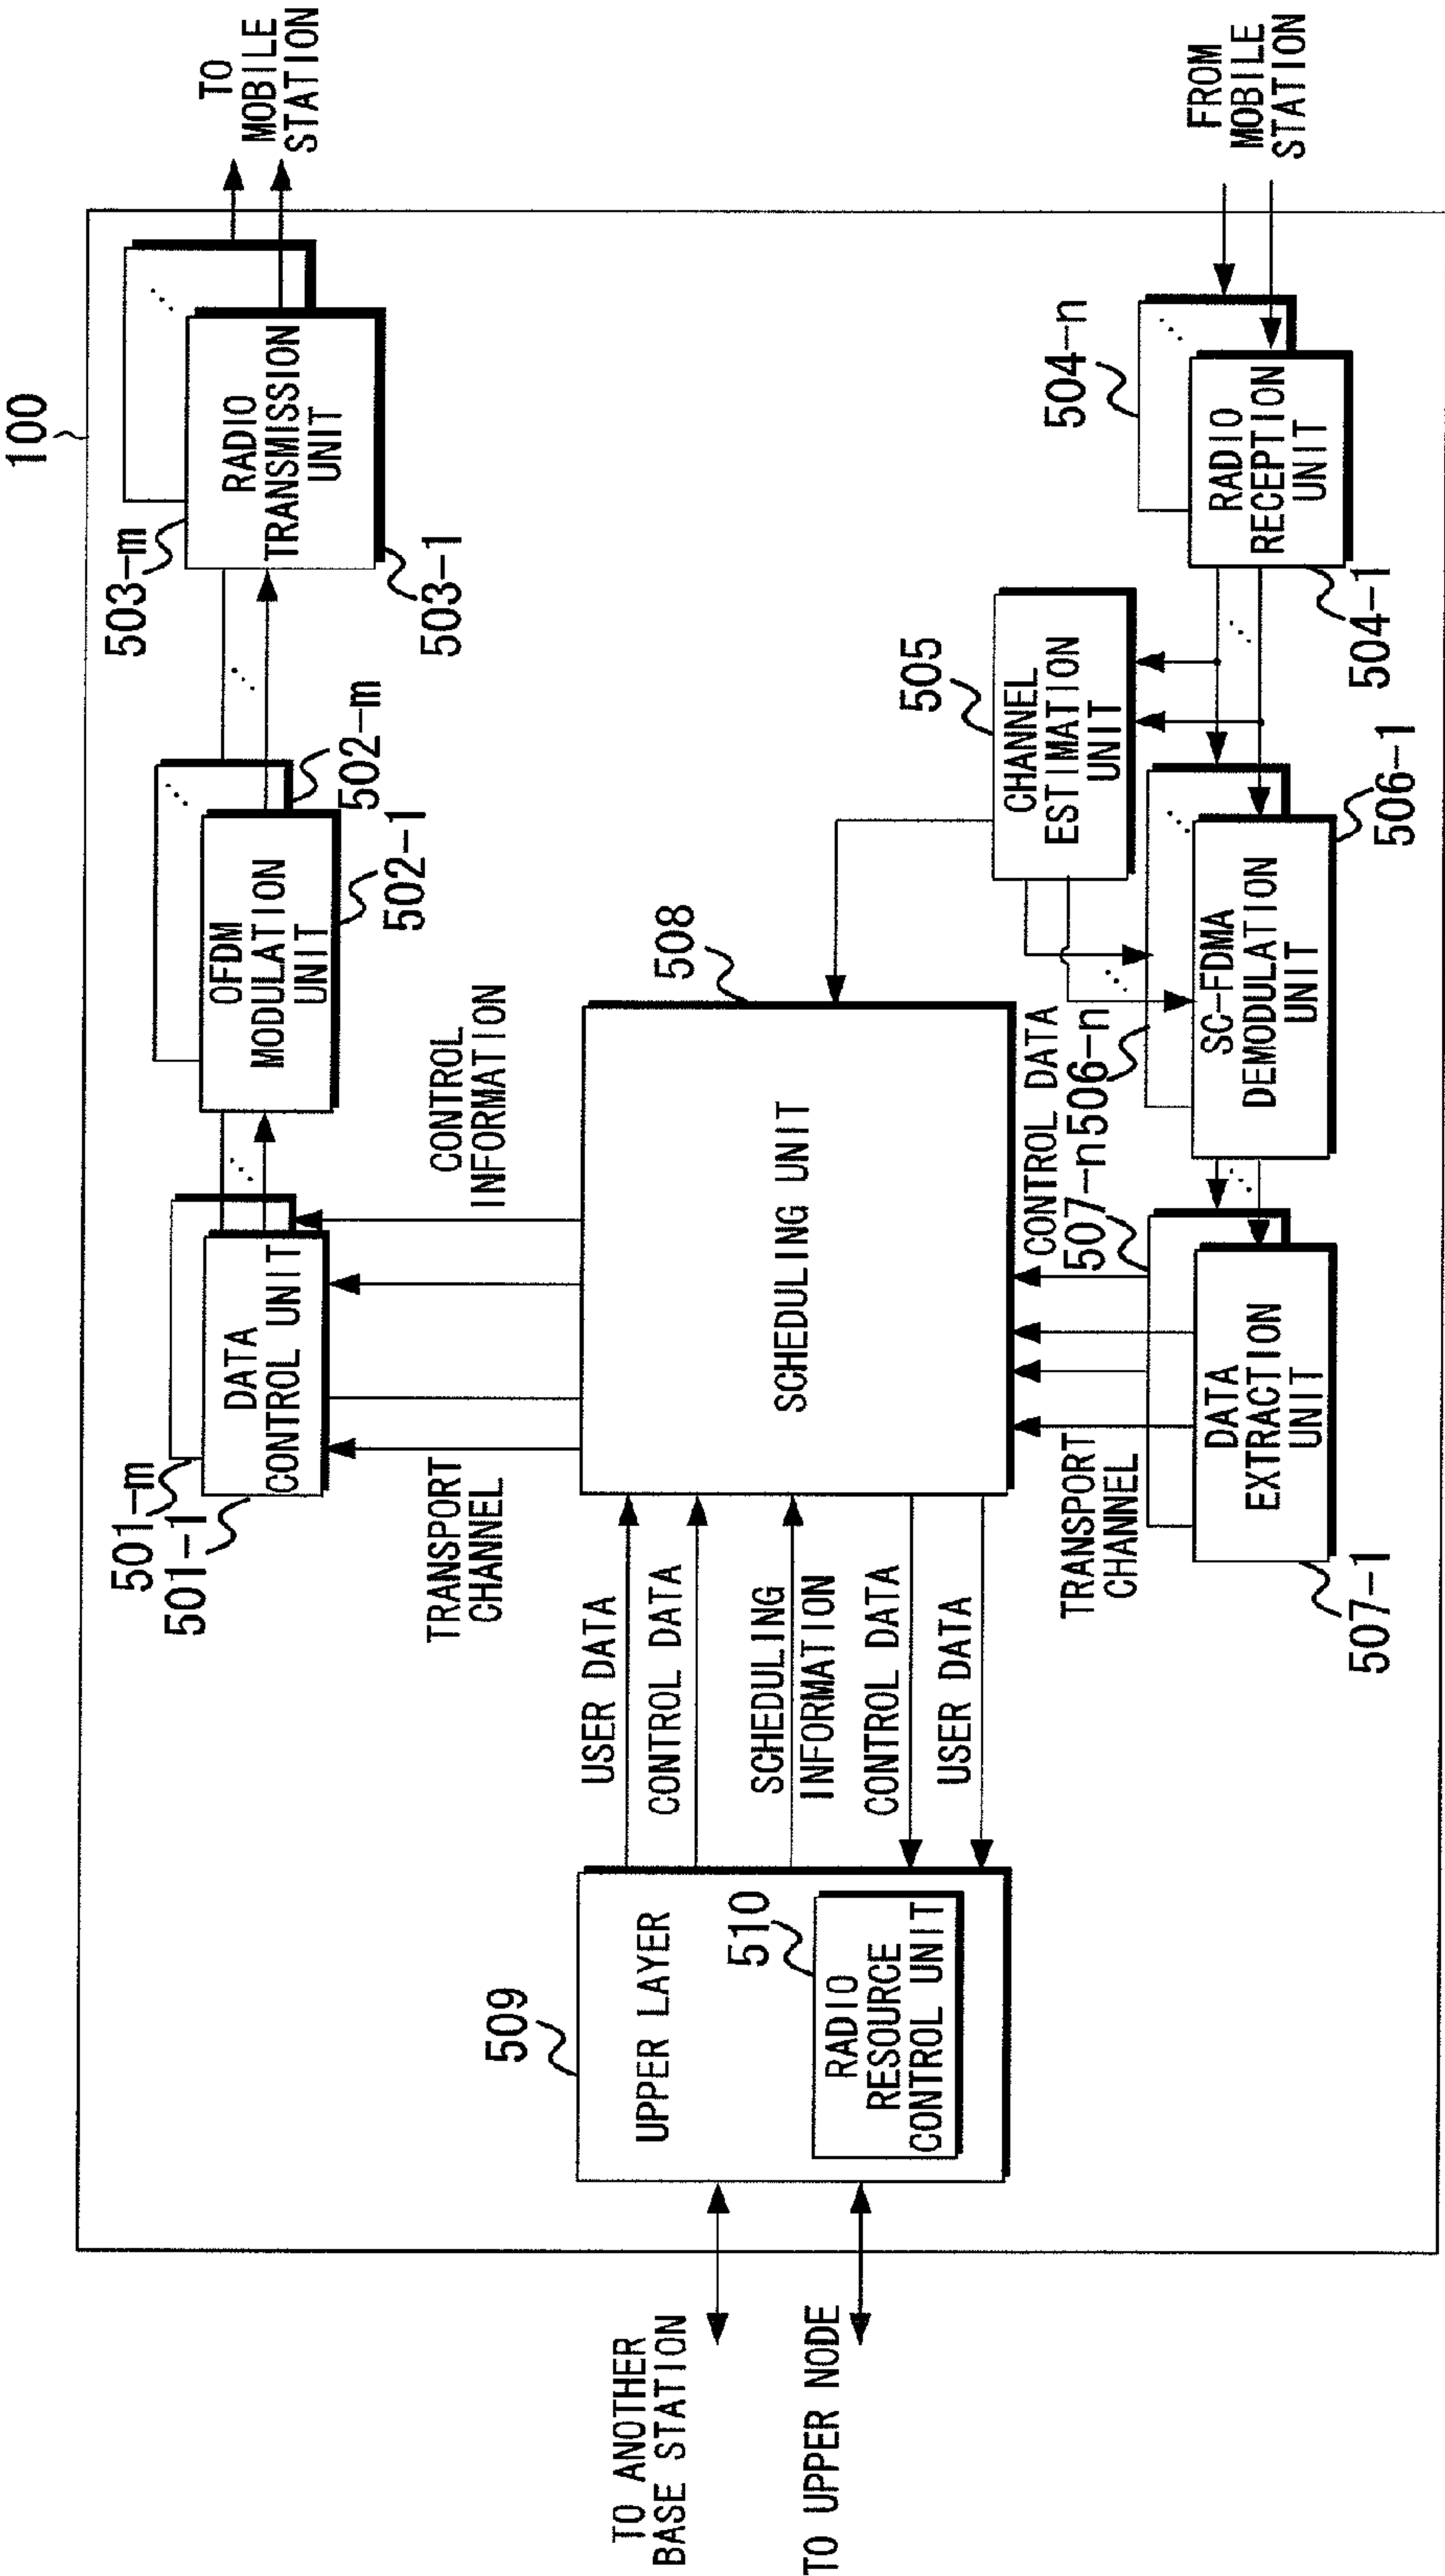 100
TO
MOBILE
STATION
503-m
RADIO
TRANSMISSION
UNIT
503-1
502-m
OFDM
MODULATION
UNIT
502-1
501-m
501-1
DATA
CONTROL UNIT
TRANSPORT
CHANNEL
CONTROL
INFORMATION
508
SCHEDULING UNIT
USER DATA
CONTROL DATA
SCHEDULING
INFORMATION
CONTROL DATA
USER DATA
509
UPPER LAYER
510
RADIO
RESOURCE
CONTROL UNIT
TO ANOTHER
BASE STATION
TO UPPER NODE
505
CHANNEL
ESTIMATION
UNIT
FROM
MOBILE
STATION
504-n
RADIO
RECEPTION
UNIT
504-1
506-n
SC-FDMA
DEMODULATION
UNIT
506-1
CONTROL DATA
507-n
TRANSPORT
CHANNEL
DATA
EXTRACTION
UNIT
507-1